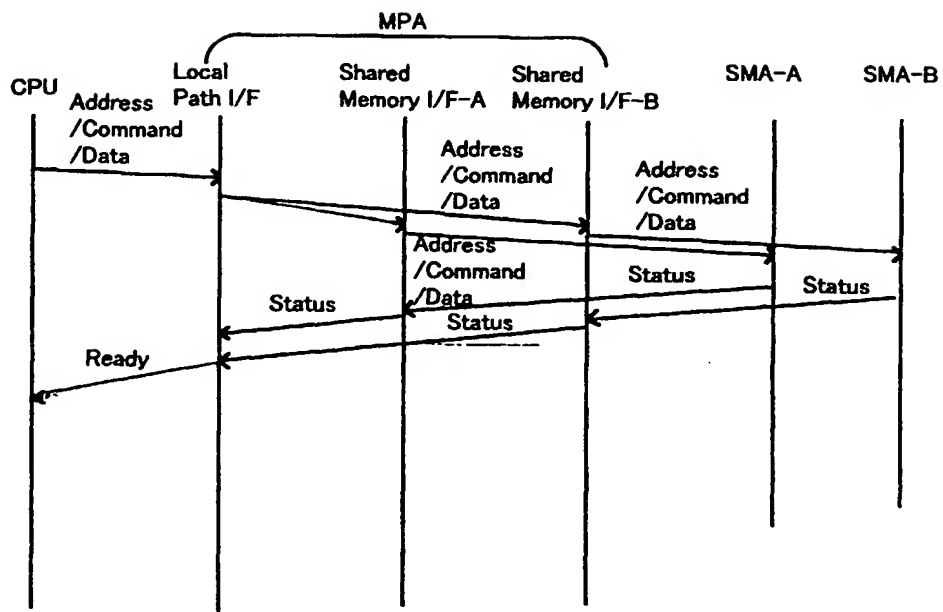 MPA
CPU
Local
Path I/F
Shared
Memory I/F-A
Shared
Memory I/F-B
SMA-A
SMA-B
Address
/Command
/Data
Address
/Command
/Data
Address
/Command
/Data
Address
/Command
/Data
Status
Status
Status
Status
Ready